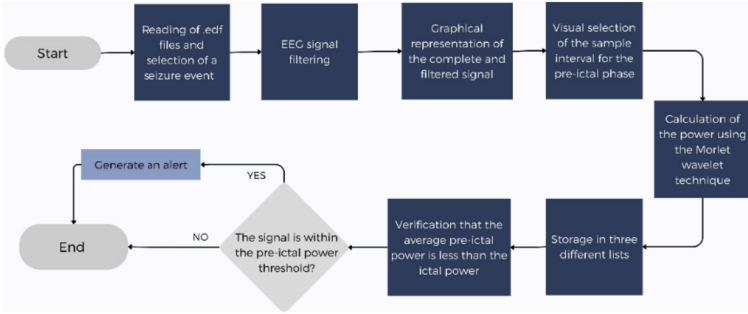 Start
Reading of .edf
files and
selection of a
seizure event
EEG signal
filtering
Graphical
representation of
the complete and
filtered signal
Visual selection
of the sample
interval for the
pre-ictal phase
Calculation of
the power using
the Morlet
wavelet
technique
Storage in three
different lists
Verification that the
average pre-ictal
power is less than the
ictal power
The signal is within
the pre-ictal power
threshold?
YES
Generate an alert
NO
End